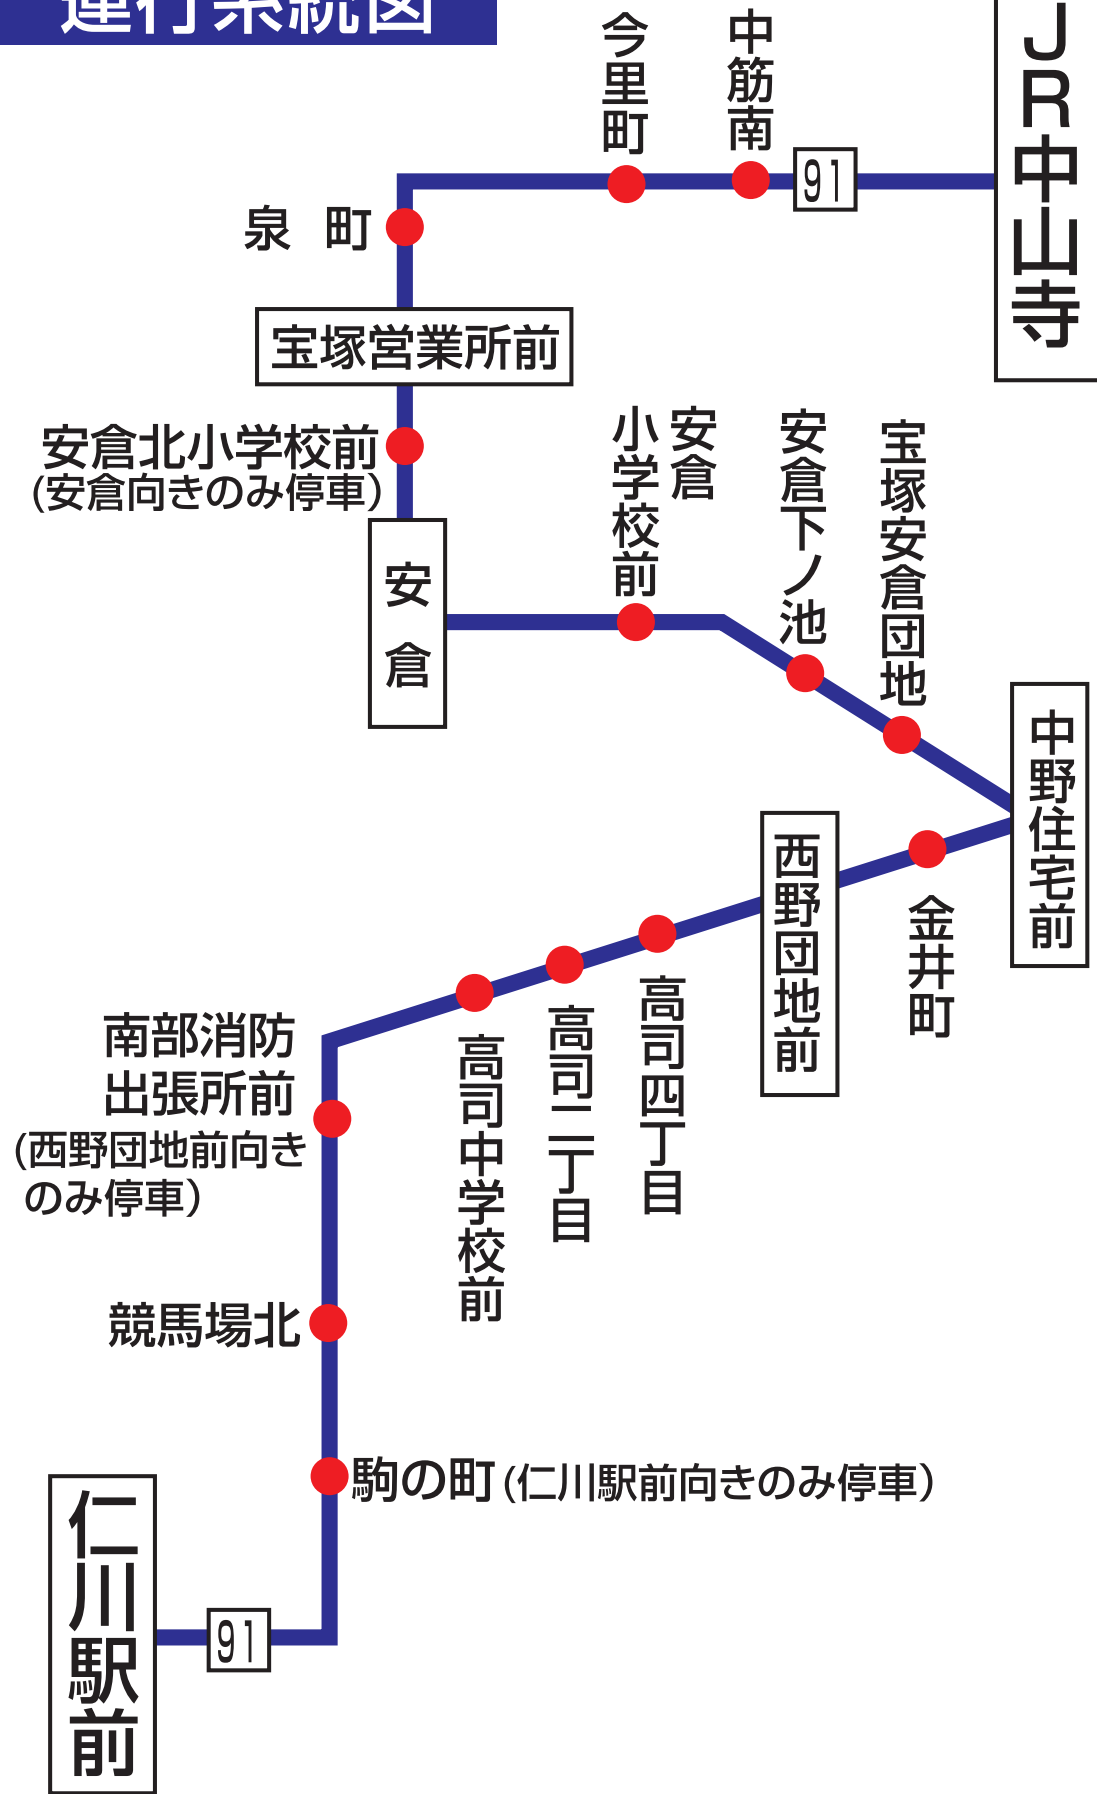 運行系統図
JR中山寺
91
中筋南
今里町
泉 町
宝塚営業所前
安倉北小学校前
(安倉向きのみ停車)
安 倉
安倉
小学校前
安倉下ノ池
宝塚安倉団地
中野住宅前
金井町
西野団地前
高司四丁目
高司二丁目
高司中学校前
南部消防
出張所前
(西野団地前向き
のみ停車)
競馬場北
駒の町(仁川駅前向きのみ停車)
91
仁川駅前